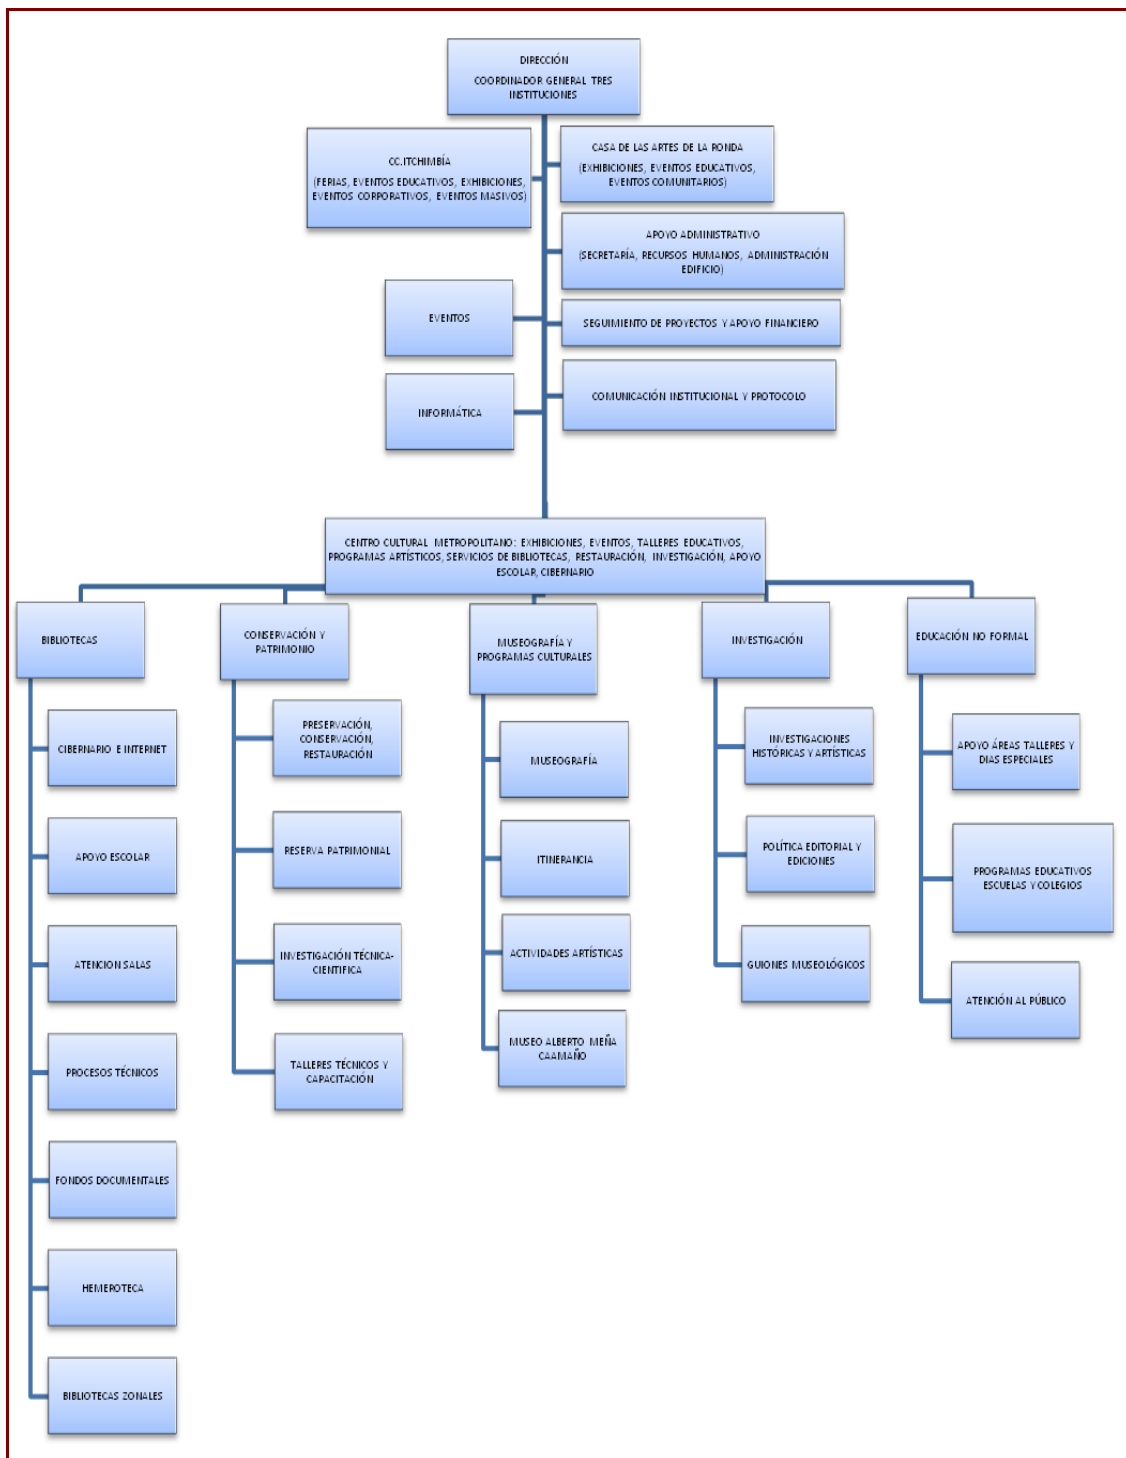 DIRECCIÓN
COORDINADOR GENERAL TRES
INSTITUCIONES
CC.ITCHIMBÍA
(FERIAS, EVENTOS EDUCATIVOS, EXHIBICIONES,
EVENTOS CORPORATIVOS, EVENTOS MASIVOS)
CASA DE LAS ARTES DE LA RONDA
(EXHIBICIONES, EVENTOS EDUCATIVOS,
EVENTOS COMUNITARIOS)
APOYO ADMINISTRATIVO
(SECRETARÍA, RECURSOS HUMANOS, ADMINISTRACIÓN
EDIFICIO)
EVENTOS
SEGUIMIENTO DE PROYECTOS Y APOYO FINANCIERO
INFORMÁTICA
COMUNICACIÓN INSTITUCIONAL Y PROTOCOLO
CENTRO CULTURAL METROPOLITANO: EXHIBICIONES, EVENTOS, TALLERES EDUCATIVOS,
PROGRAMAS ARTÍSTICOS, SERVICIOS DE BIBLIOTECAS, RESTAURACIÓN, INVESTIGACIÓN, APOYO
ESCOLAR, CIBERNARIO
BIBLIOTECAS
CIBERNARIO E INTERNET
APOYO ESCOLAR
ATENCION SALAS
PROCESOS TÉCNICOS
FONDOS DOCUMENTALES
HEMEROTECA
BIBLIOTECAS ZONALES
CONSERVACIÓN Y
PATRIMONIO
PRESERVACIÓN,
CONSERVACIÓN,
RESTAURACIÓN
RESERVA PATRIMONIAL
INVESTIGACIÓN TÉCNICA-
CIENTIFICA
TALLERES TÉCNICOS Y
CAPACITACIÓN
MUSEOGRAFÍA Y
PROGRAMAS CULTURALES
MUSEOGRAFÍA
ITINERANCIA
ACTIVIDADES ARTÍSTICAS
MUSEO ALBERTO MEÑA
CAAMAÑO
INVESTIGACIÓN
INVESTIGACIONES
HISTÓRICAS Y ARTÍSTICAS
POLÍTICA EDITORIAL Y
EDICIONES
GUIONES MUSEOLÓGICOS
EDUCACIÓN NO FORMAL
APOYO ÁREAS TALLERES Y
DIAS ESPECIALES
PROGRAMAS EDUCATIVOS
ESCUELAS Y COLEGIOS
ATENCIÓN AL PÚBLICO